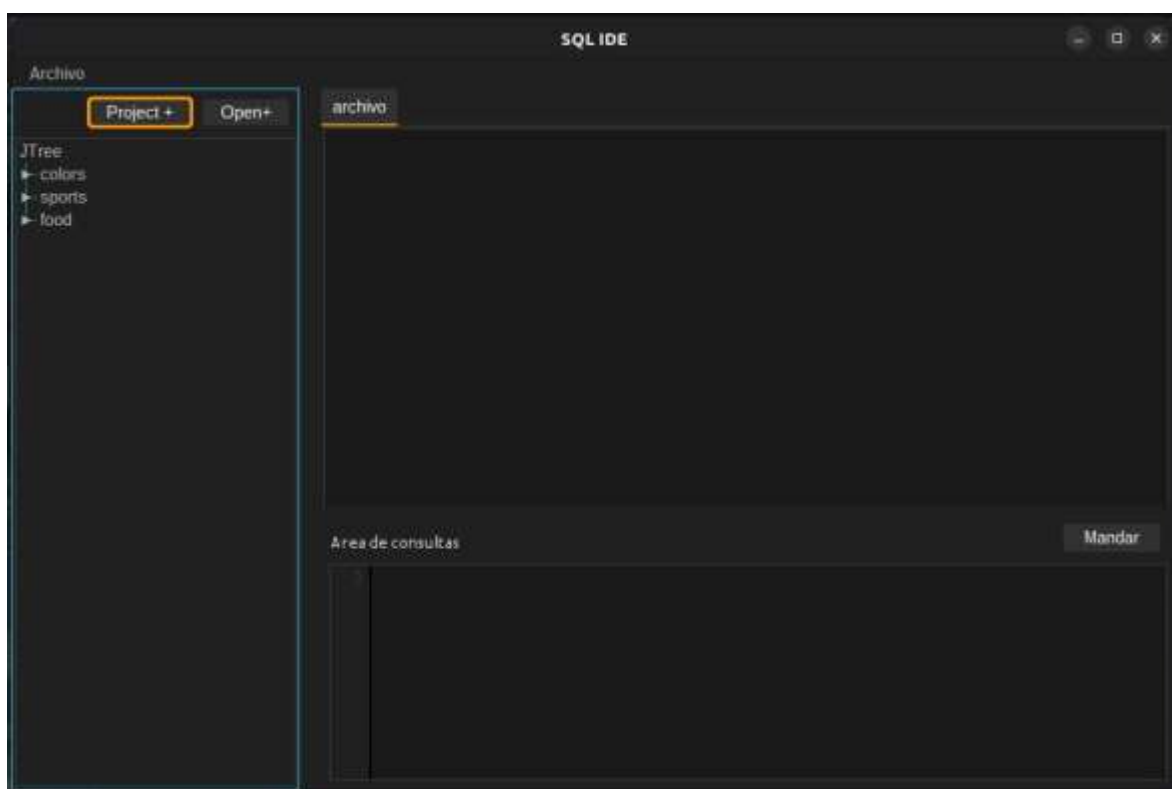 SQL IDE
Archivo
Project +
Open+
archivo
JTree
colors
sports
food
Area de consultas
Mandar